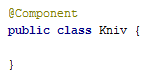 @Component
public class Kniv {
}